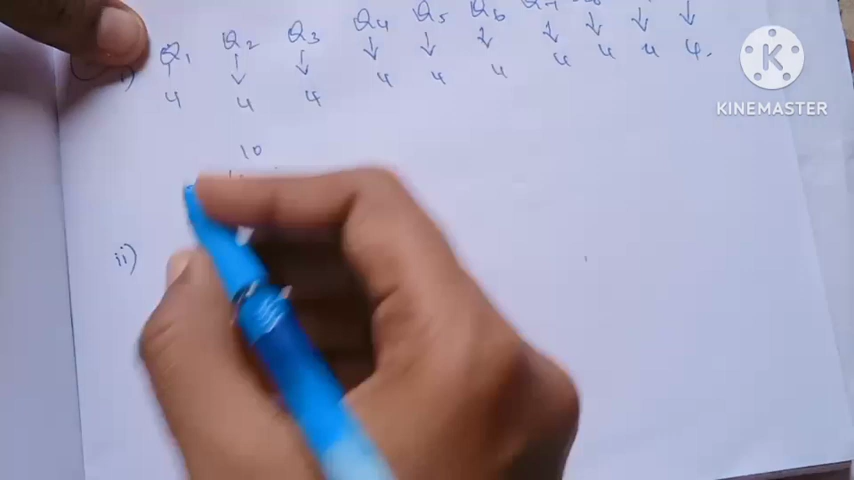 i) Q1 Q2 Q3 Q4 Q5 Q6 Q7
↓ ↓ ↓ ↓ ↓ ↓ ↓ ↓ ↓
4 4 4 4 4 4 4 4 4 4.
10
ii)
K
KINEMASTER